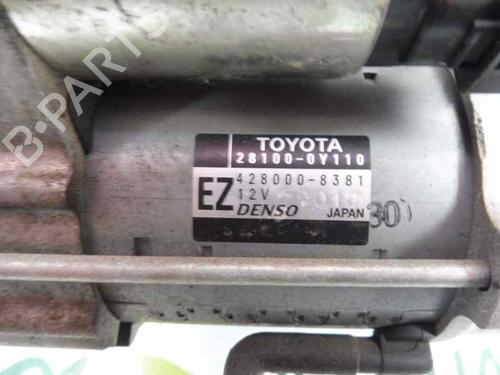 B-PARTS
TOYOTA
28100-0Y110
EZ
428000-8381
12V
DENSO
JAPAN
30